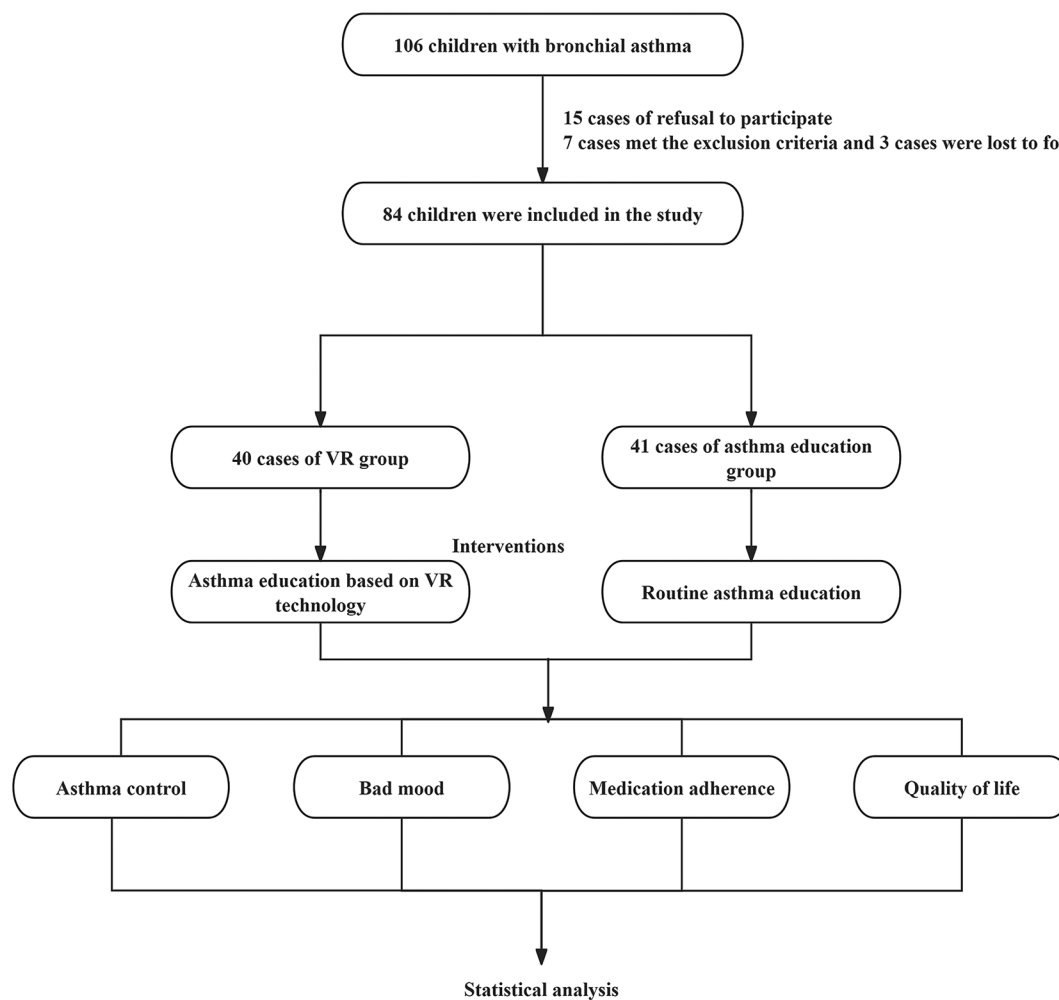 106 children with bronchial asthma
15 cases of refusal to participate
7 cases met the exclusion criteria and 3 cases were lost to fo
84 children were included in the study
40 cases of VR group
41 cases of asthma education
group
Interventions
Asthma education based on VR
technology
Routine asthma education
Asthma control
Bad mood
Medication adherence
Quality of life
Statistical analysis